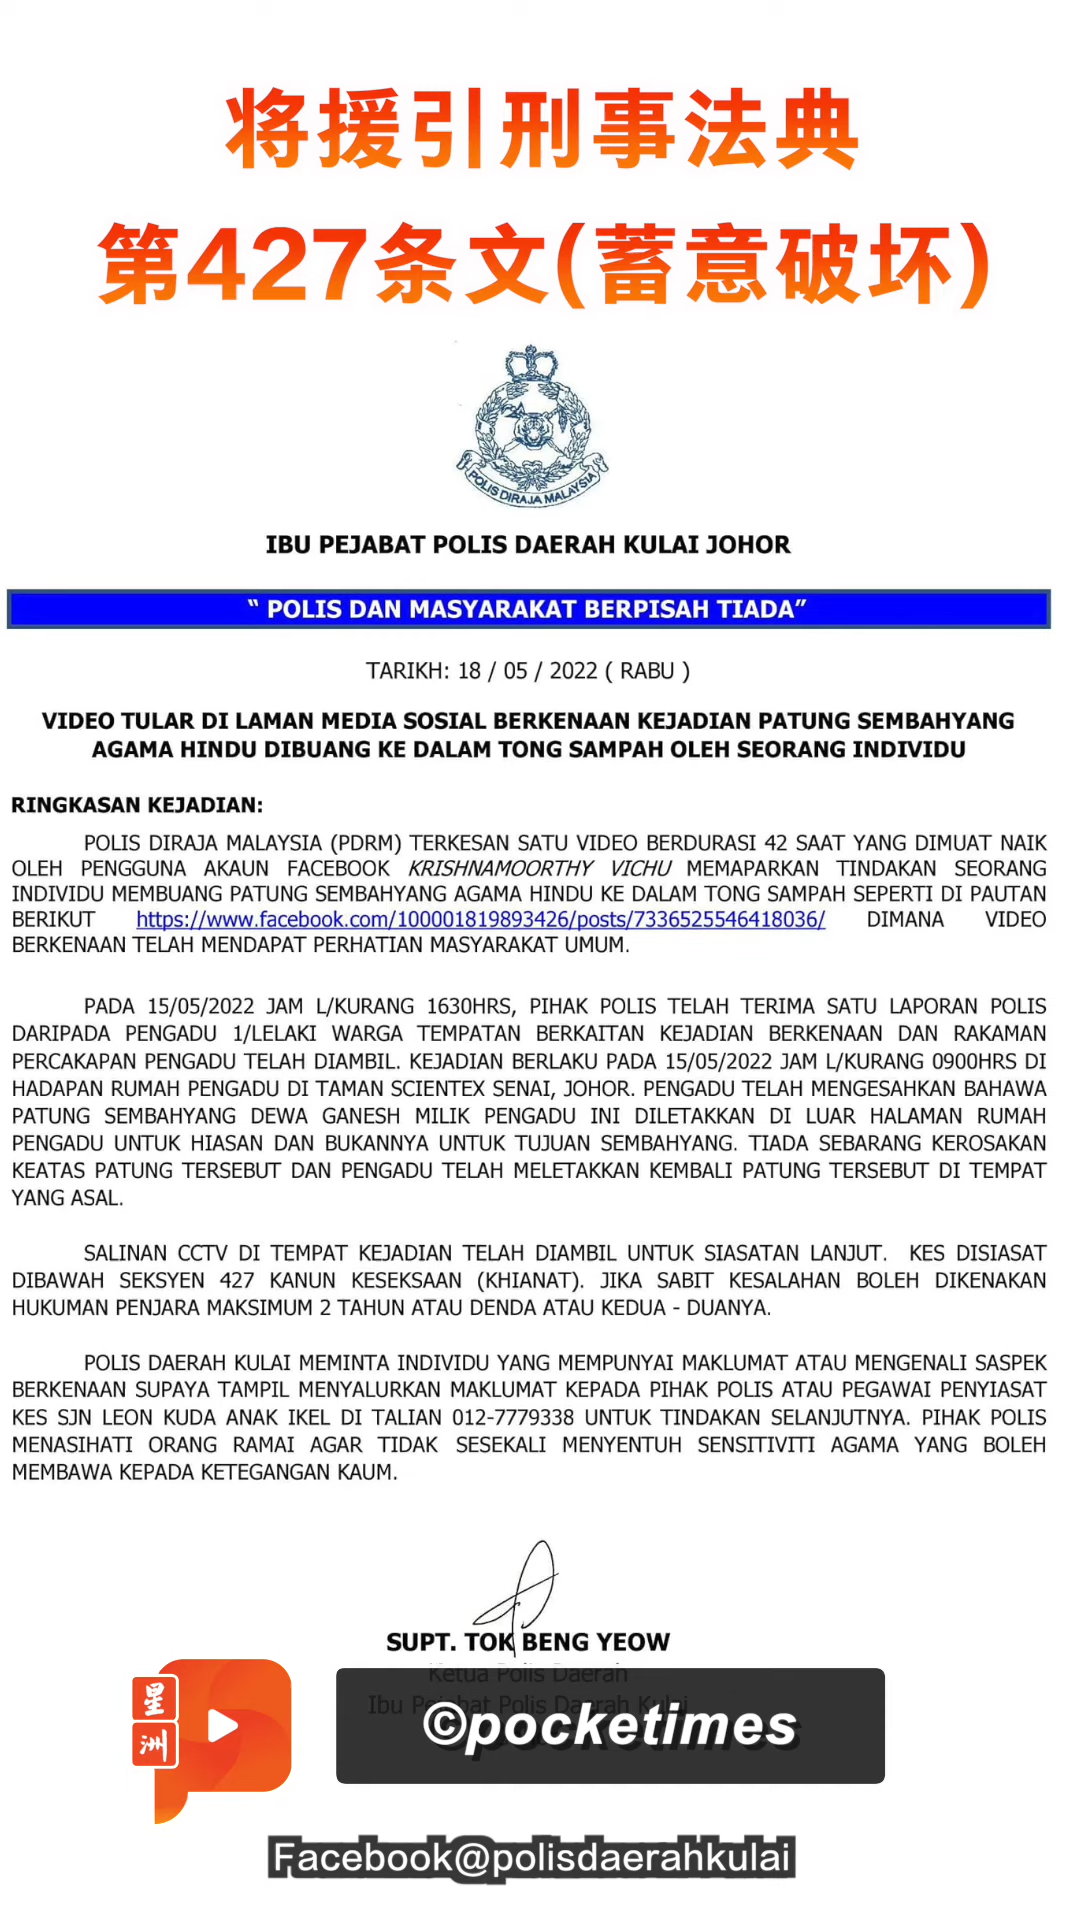 将援引刑事法典
第427条文(蓄意破坏)
POLIS DIRAJA MALAYSIA
IBU PEJABAT POLIS DAERAH KULAI JOHOR
“ POLIS DAN MASYARAKAT BERPISAH TIADA”
TARIKH: 18 / 05 / 2022 ( RABU )
VIDEO TULAR DI LAMAN MEDIA SOSIAL BERKENAAN KEJADIAN PATUNG SEMBAHYANG
AGAMA HINDU DIBUANG KE DALAM TONG SAMPAH OLEH SEORANG INDIVIDU
RINGKASAN KEJADIAN:
POLIS DIRAJA MALAYSIA (PDRM) TERKESAN SATU VIDEO BERDURASI 42 SAAT YANG DIMUAT NAIK
OLEH PENGGUNA AKAUN FACEBOOK KRISHNAMOORTHY VICHU MEMAPARKAN TINDAKAN SEORANG
INDIVIDU MEMBUANG PATUNG SEMBAHYANG AGAMA HINDU KE DALAM TONG SAMPAH SEPERTI DI PAUTAN
BERIKUT https://www.facebook.com/100001819893426/posts/7336525546418036/ DIMANA VIDEO
BERKENAAN TELAH MENDAPAT PERHATIAN MASYARAKAT UMUM.
PADA 15/05/2022 JAM L/KURANG 1630HRS, PIHAK POLIS TELAH TERIMA SATU LAPORAN POLIS
DARIPADA PENGADU 1/LELAKI WARGA TEMPATAN BERKAITAN KEJADIAN BERKENAAN DAN RAKAMAN
PERCAKAPAN PENGADU TELAH DIAMBIL. KEJADIAN BERLAKU PADA 15/05/2022 JAM L/KURANG 0900HRS DI
HADAPAN RUMAH PENGADU DI TAMAN SCIENTEX SENAI, JOHOR. PENGADU TELAH MENGESAHKAN BAHAWA
PATUNG SEMBAHYANG DEWA GANESH MILIK PENGADU INI DILETAKKAN DI LUAR HALAMAN RUMAH
PENGADU UNTUK HIASAN DAN BUKANNYA UNTUK TUJUAN SEMBAHYANG. TIADA SEBARANG KEROSAKAN
KEATAS PATUNG TERSEBUT DAN PENGADU TELAH MELETAKKAN KEMBALI PATUNG TERSEBUT DI TEMPAT
YANG ASAL.
SALINAN CCTV DI TEMPAT KEJADIAN TELAH DIAMBIL UNTUK SIASATAN LANJUT. KES DISIASAT
DIBAWAH SEKSYEN 427 KANUN KESEKSAAN (KHIANAT). JIKA SABIT KESALAHAN BOLEH DIKENAKAN
HUKUMAN PENJARA MAKSIMUM 2 TAHUN ATAU DENDA ATAU KEDUA - DUANYA.
POLIS DAERAH KULAI MEMINTA INDIVIDU YANG MEMPUNYAI MAKLUMAT ATAU MENGENALI SASPEK
BERKENAAN SUPAYA TAMPIL MENYALURKAN MAKLUMAT KEPADA PIHAK POLIS ATAU PEGAWAI PENYIASAT
KES SJN LEON KUDA ANAK IKEL DI TALIAN 012-7779338 UNTUK TINDAKAN SELANJUTNYA. PIHAK POLIS
MENASIHATI ORANG RAMAI AGAR TIDAK SESEKALI MENYENTUH SENSITIVITI AGAMA YANG BOLEH
MEMBAWA KEPADA KETEGANGAN KAUM.
SUPT. TOK BENG YEOW
Ketua Polis Daerah
Ibu Pejabat Polis Daerah Kulai
星洲
©pocketimes
Facebook@polisdaerahkulai